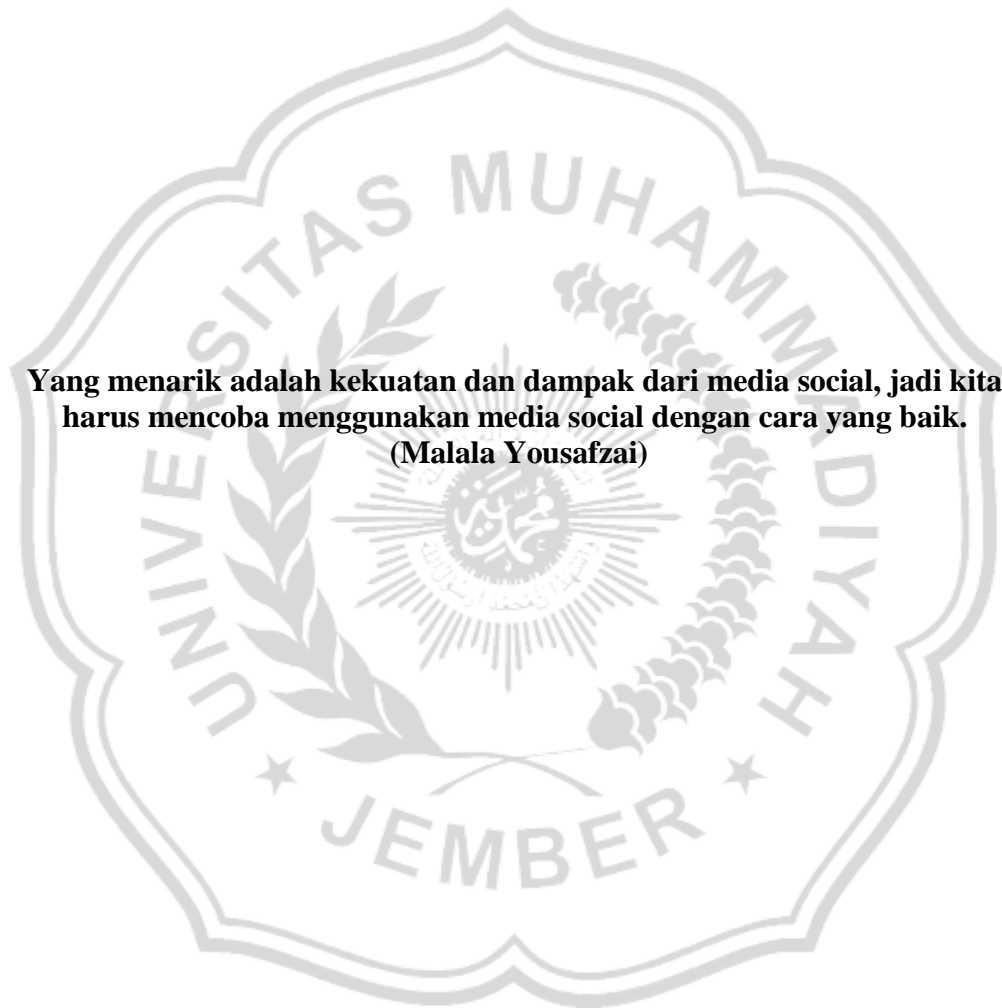 UNIVERSITAS MUHAMMADIYAH
Yang menarik adalah kekuatan dan dampak dari media social, jadi kita
harus mencoba menggunakan media social dengan cara yang baik.
(Malala Yousafzai)
JEMBER